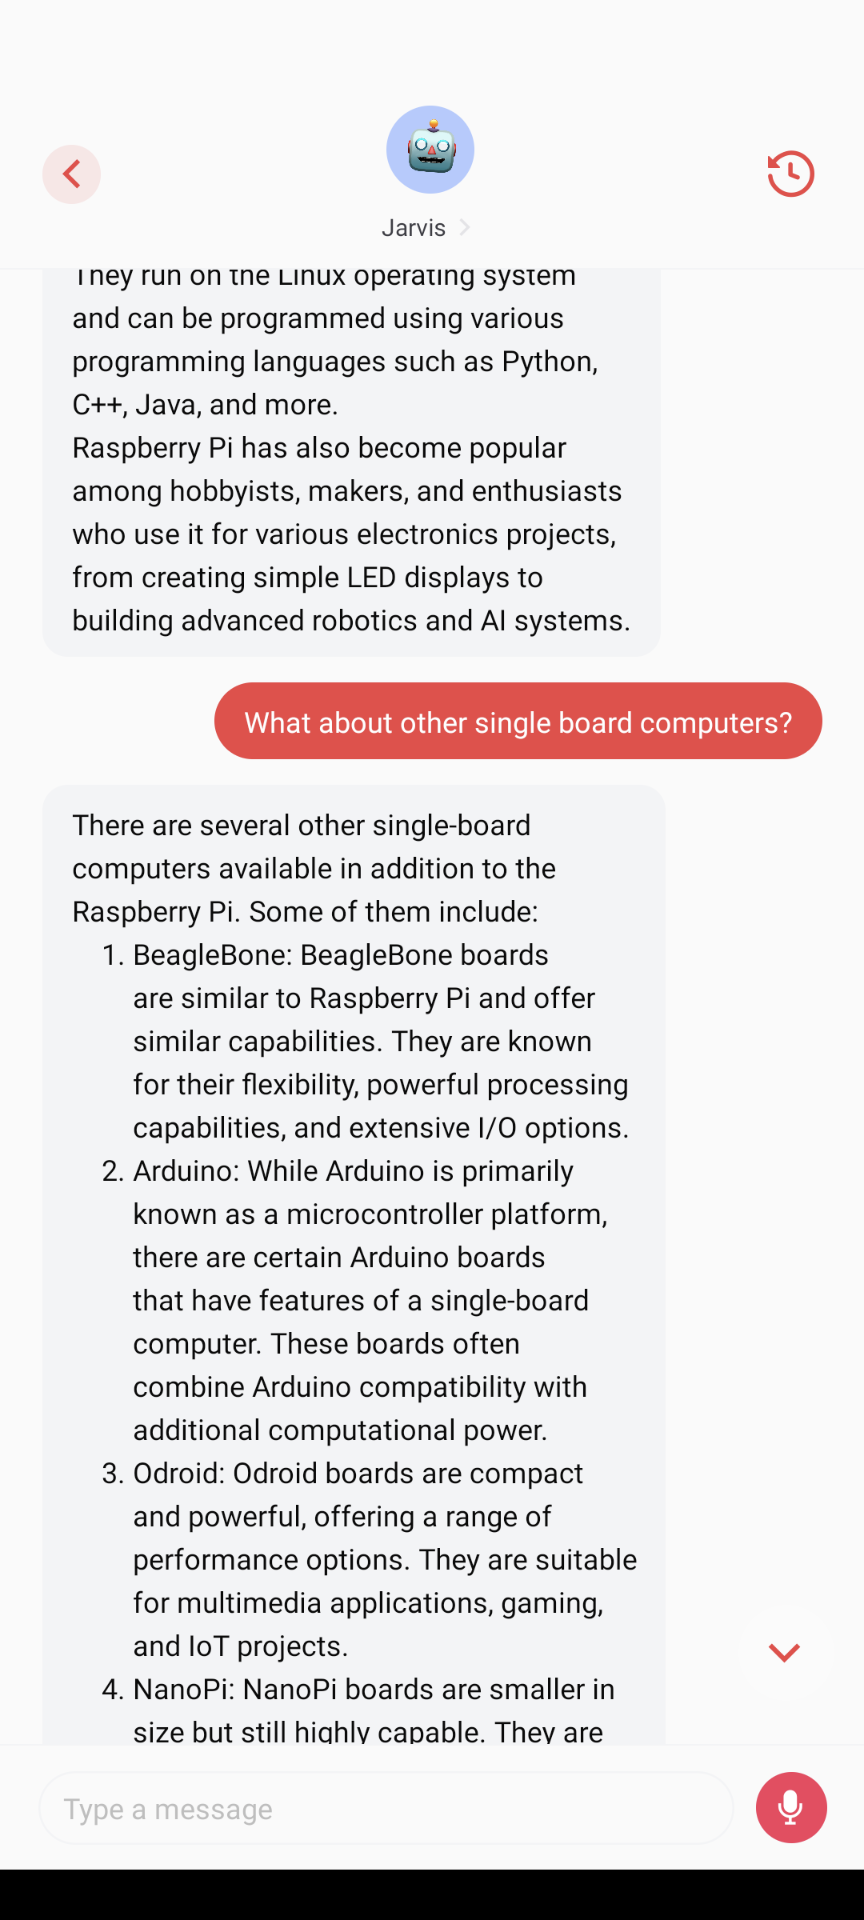 Jarvis
They run on the Linux operating system
and can be programmed using various
programming languages such as Python,
C++, Java, and more.
Raspberry Pi has also become popular
among hobbyists, makers, and enthusiasts
who use it for various electronics projects,
from creating simple LED displays to
building advanced robotics and AI systems.
What about other single board computers?
There are several other single-board
computers available in addition to the
Raspberry Pi. Some of them include:
1. BeagleBone: BeagleBone boards
are similar to Raspberry Pi and offer
similar capabilities. They are known
for their flexibility, powerful processing
capabilities, and extensive I/O options.
2. Arduino: While Arduino is primarily
known as a microcontroller platform,
there are certain Arduino boards
that have features of a single-board
computer. These boards often
combine Arduino compatibility with
additional computational power.
3. Odroid: Odroid boards are compact
and powerful, offering a range of
performance options. They are suitable
for multimedia applications, gaming,
and IoT projects.
4. NanoPi: NanoPi boards are smaller in
size but still highly capable. They are
Type a message